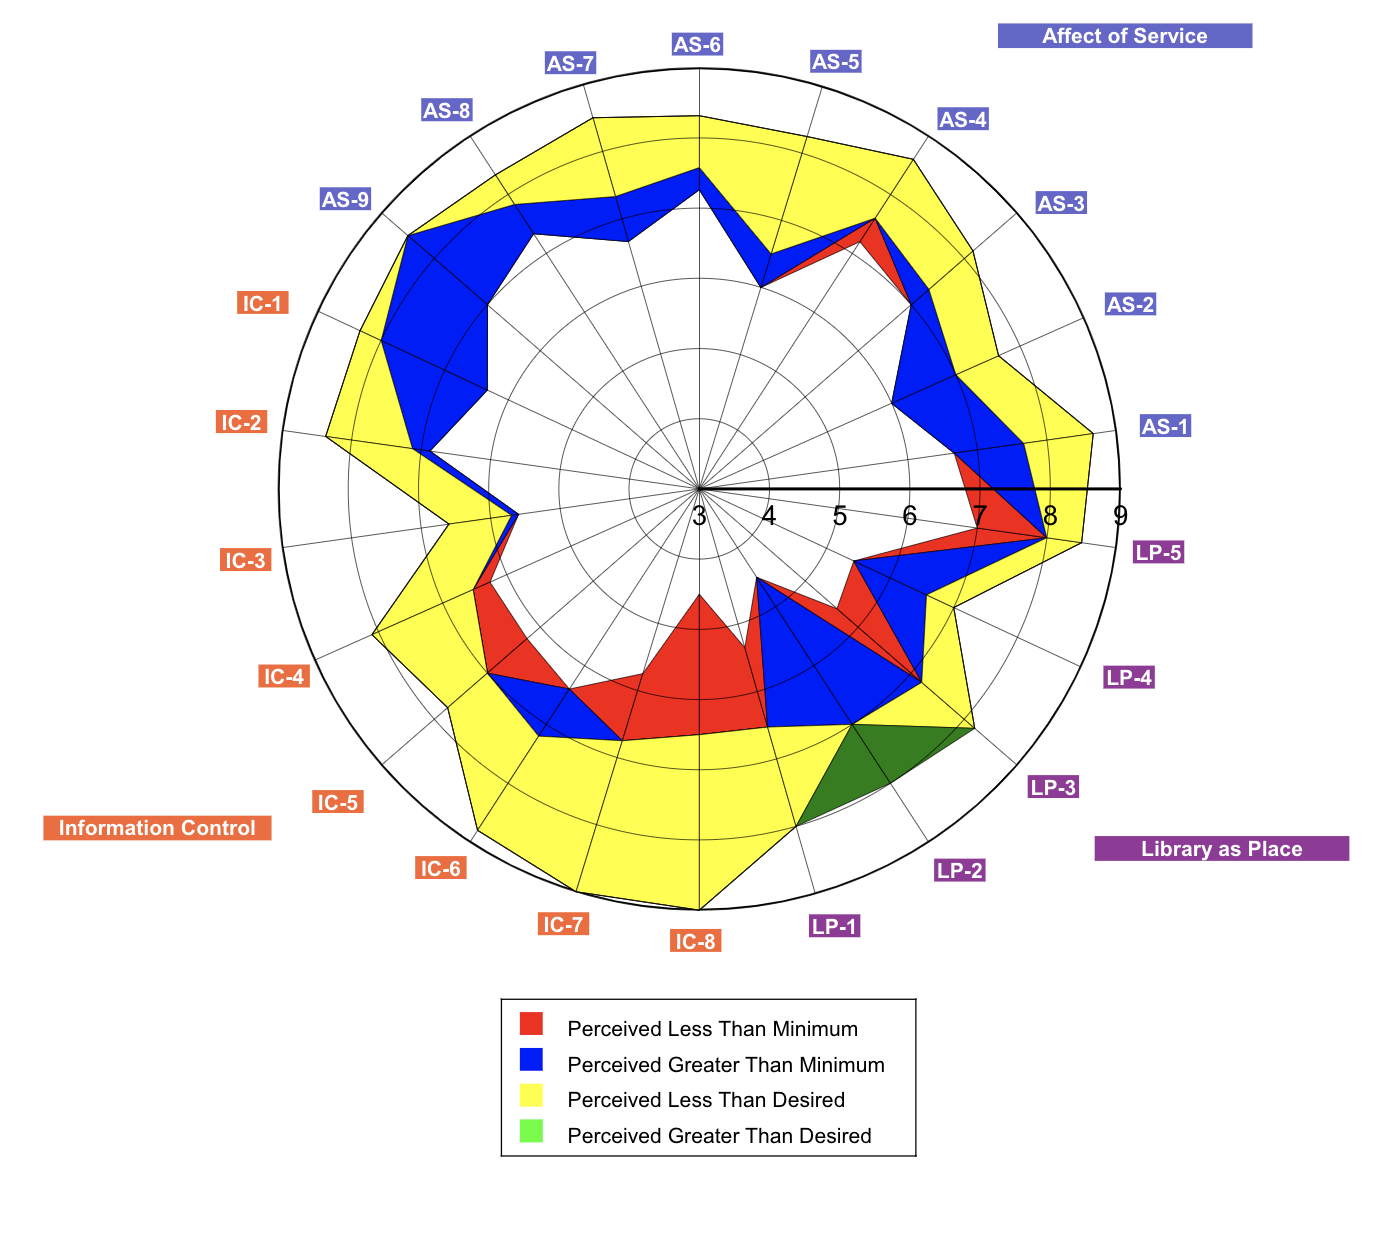 Affect of Service
AS-6
AS-5
AS-7
AS-8
AS-4
AS-9
AS-3
IC-1
AS-2
IC-2
AS-1
3 4 5 6 7 8 9
IC-3
LP-5
IC-4
LP-4
IC-5
LP-3
Information Control
Library as Place
IC-6
LP-2
IC-7
LP-1
IC-8
Perceived Less Than Minimum
Perceived Greater Than Minimum
Perceived Less Than Desired
Perceived Greater Than Desired